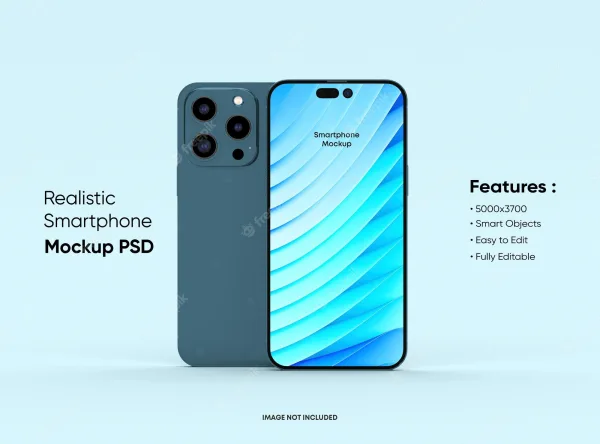 Realistic
Smartphone
Mockup PSD
Smartphone
Mockup
Features :
• 5000x3700
• Smart Objects
• Easy to Edit
• Fully Editable
IMAGE NOT INCLUDED